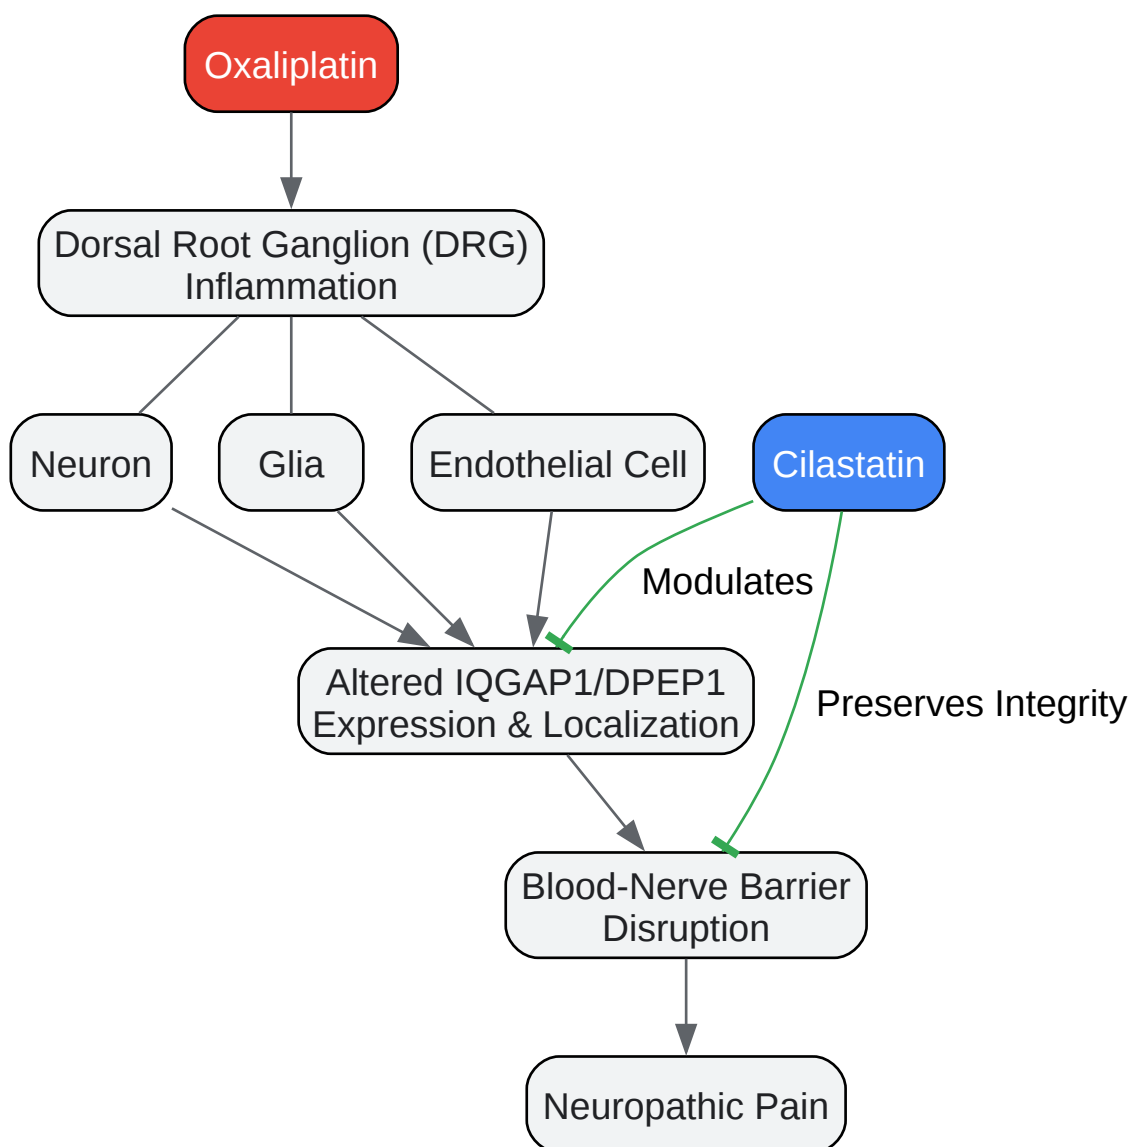 Oxaliplatin
Dorsal Root Ganglion (DRG)
Inflammation
Neuron
Glia
Endothelial Cell
Cilastatin
Modulates
Altered IQGAP1/DPEP1
Expression & Localization
Preserves Integrity
Blood-Nerve Barrier
Disruption
Neuropathic Pain